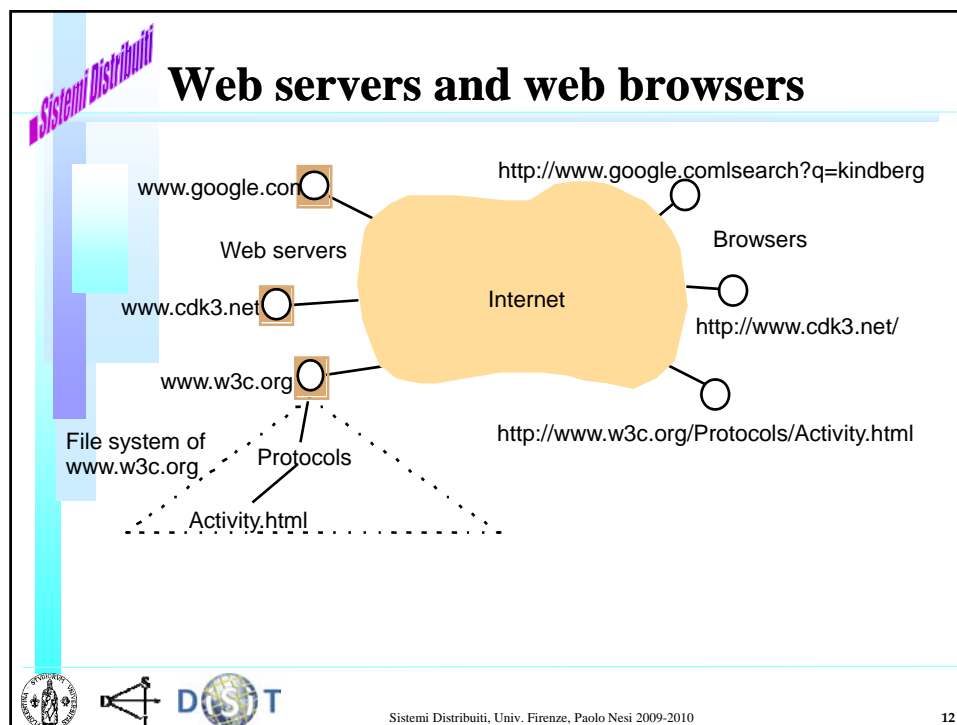 Sistemi Distribuiti
Web servers and web browsers
http://www.google.comlsearch?q=kindberg
www.google.com
Browsers
Web servers
Internet
www.cdk3.net
http://www.cdk3.net/
www.w3c.org
http://www.w3c.org/Protocols/Activity.html
File system of
www.w3c.org
Protocols
Activity.html
DISIT
Sistemi Distribuiti, Univ. Firenze, Paolo Nesi 2009-2010
12